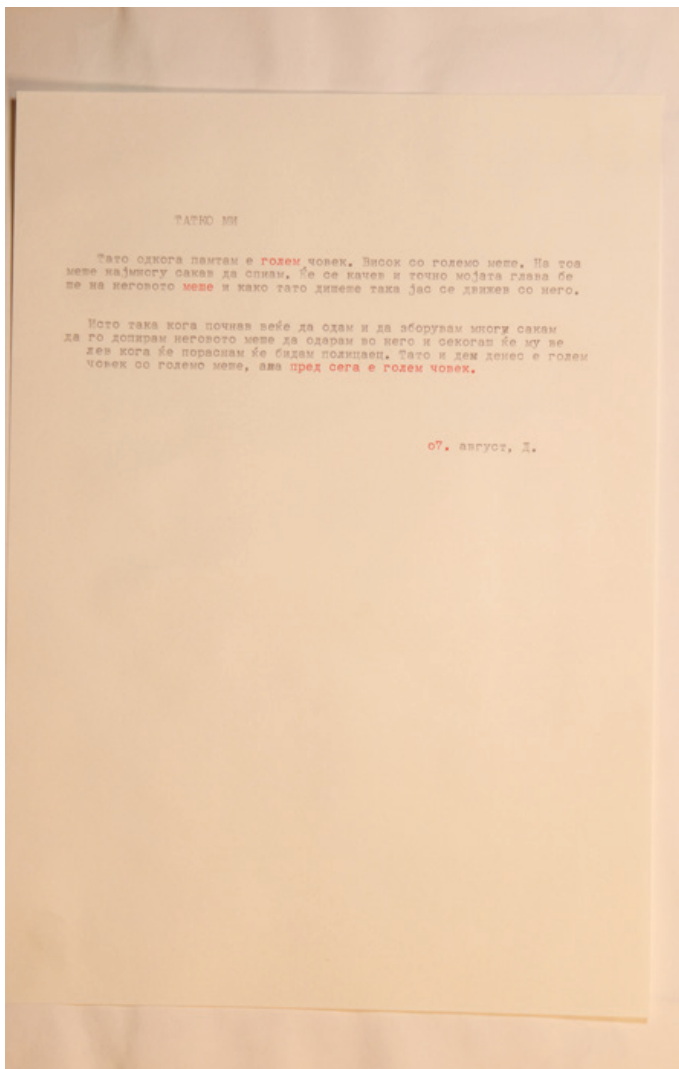 ТАТКО МИ
Тато одкога памтам е голем човек. Висок со големо меше. На тоа
меше најмногу сакав да спиам. Ќе се качев и точно мојата глава бе
ше на неговото меше и како тато дишеше така јас се движев со него.
Исто така кога почнав веќе да одам и да зборувам многу сакам
да го допирам неговото меше да одарам во него и секогаш ќе му ве
лев кога ќе пораснам ќе бидам полицаец. Тато и ден денес е голем
човек со големо меше, ама пред сега е голем човек.
о7. август, Д.